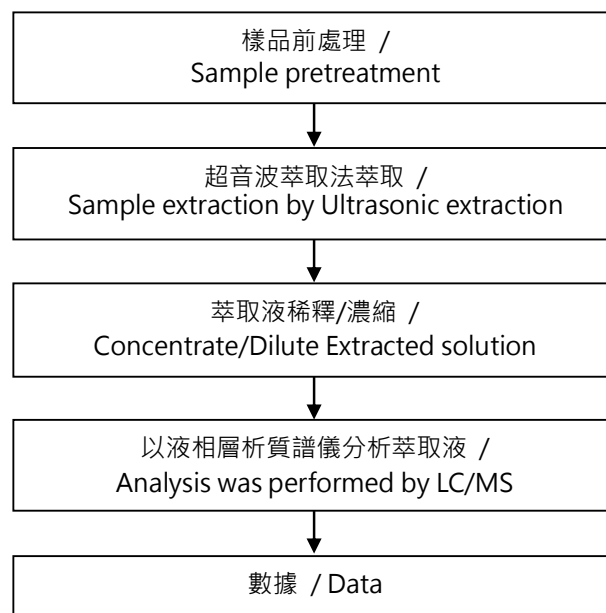 樣品前處理 /
Sample pretreatment
超音波萃取法萃取 /
Sample extraction by Ultrasonic extraction
萃取液稀釋/濃縮 /
Concentrate/Dilute Extracted solution
以液相層析質譜儀分析萃取液 /
Analysis was performed by LC/MS
數據 / Data